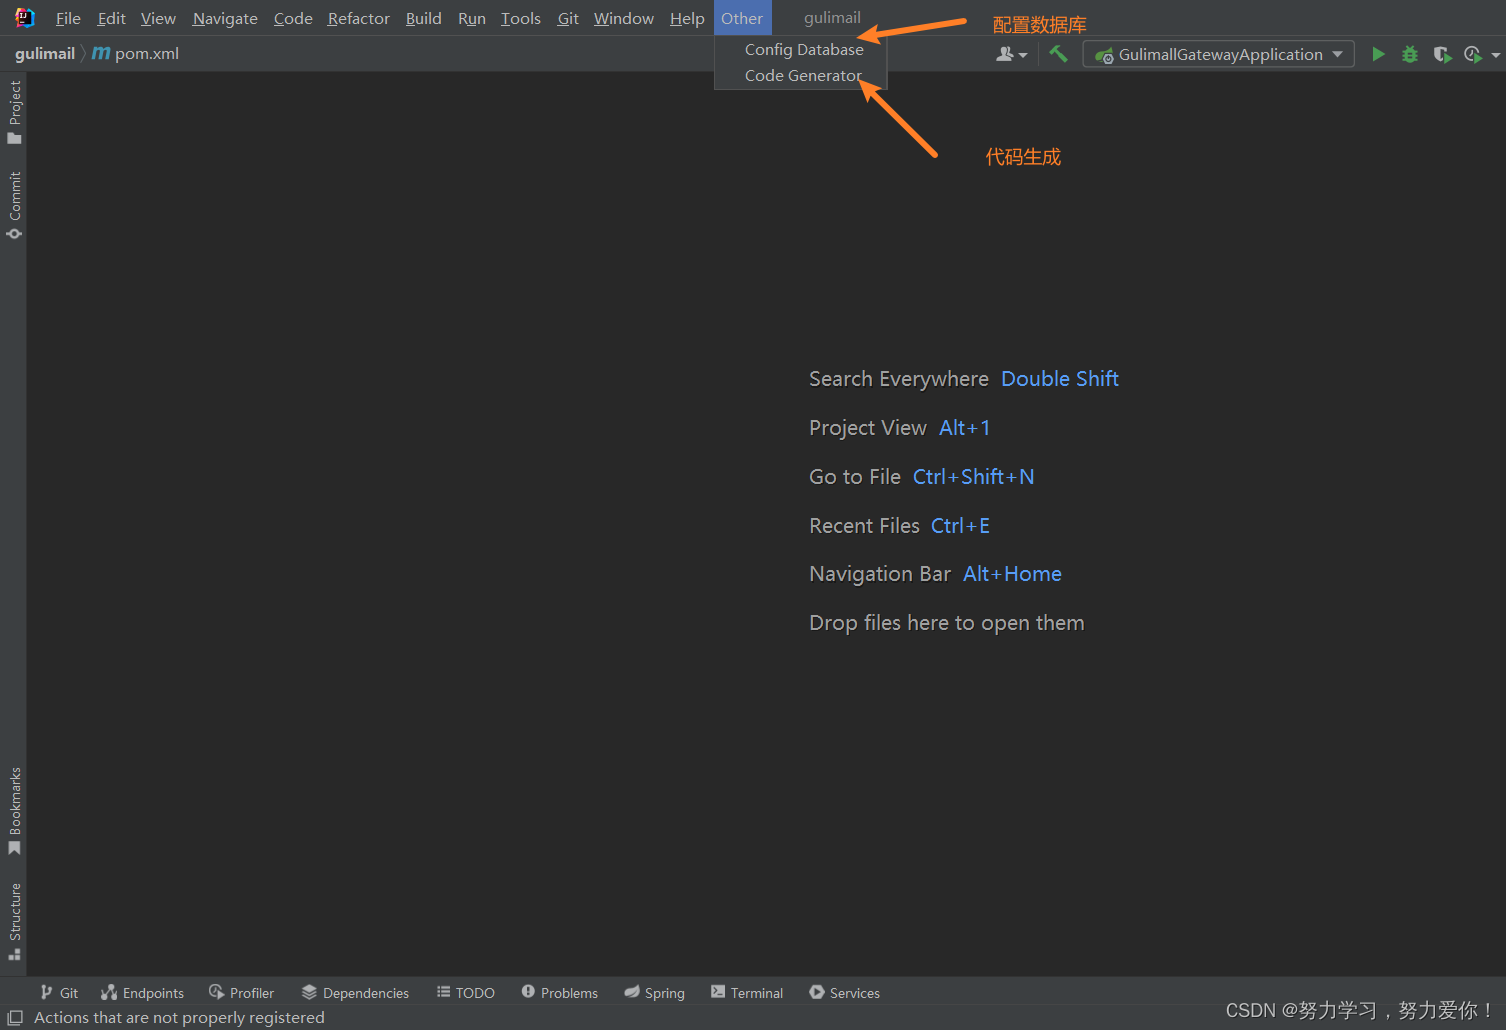 File Edit View Navigate Code Refactor Build Run Tools Git Window Help Other gulimail
配置数据库
gulimail pom.xml
Config Database
GulimallGatewayApplication
Code Generator
代码生成
Project
Commit
Search Everywhere Double Shift
Project View Alt+1
Go to File Ctrl+Shift+N
Recent Files Ctrl+E
Navigation Bar Alt+Home
Drop files here to open them
Bookmarks
Structure
Git Endpoints Profiler Dependencies TODO Problems Spring Terminal Services
Actions that are not properly registered
CSDN @努力学习，努力爱你！